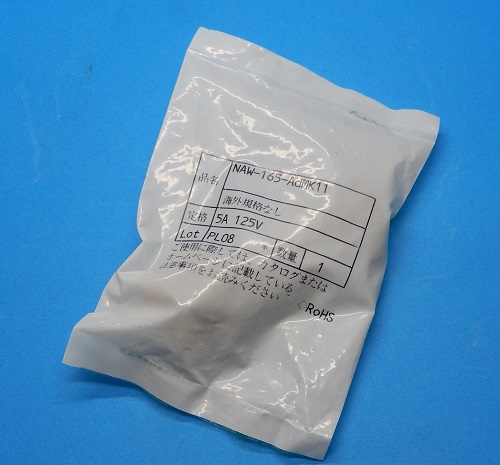 品名 NAW-165-AdMK11
海外規格なし
定格 5A 125V
Lot PL08 数量 1
ご使用に際しては、カタログまたは
ホームページに記載している
注意事項をお読みください。 RoHS